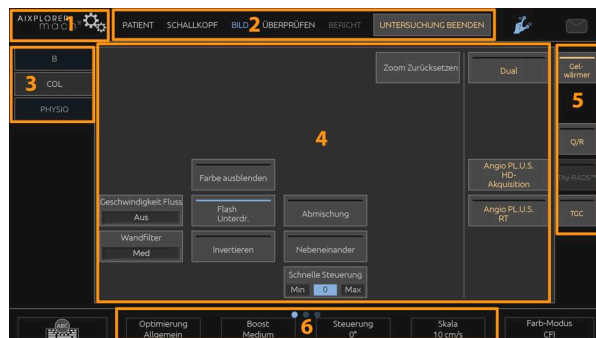 AIXPLORER
mach
1
PATIENT SCHALLKOPF BILD 2 ÜBERPRÜFEN BERICHT UNTERSUCHUNG BEENDEN
B
3 COL
PHYSIO
Zoom Zurücksetzen
Dual
Gel-
wärmer
5
4
Q/R
Farbe ausblenden
Angio PL.U.S.
HD-
Akquisition
Thy-RADS™
Geschwindigkeit Fluss
Aus
Flash
Unterdr.
Abmischung
Angio PL.U.S.
RT
TGC
Wandfilter
Med
Invertieren
Nebeneinander
Schnelle Steuerung
Min 0 Max
ABC
Optimierung
Allgemein
Boost
Medium
6
Steuerung
0°
Skala
10 cm/s
Farb-Modus
CFI